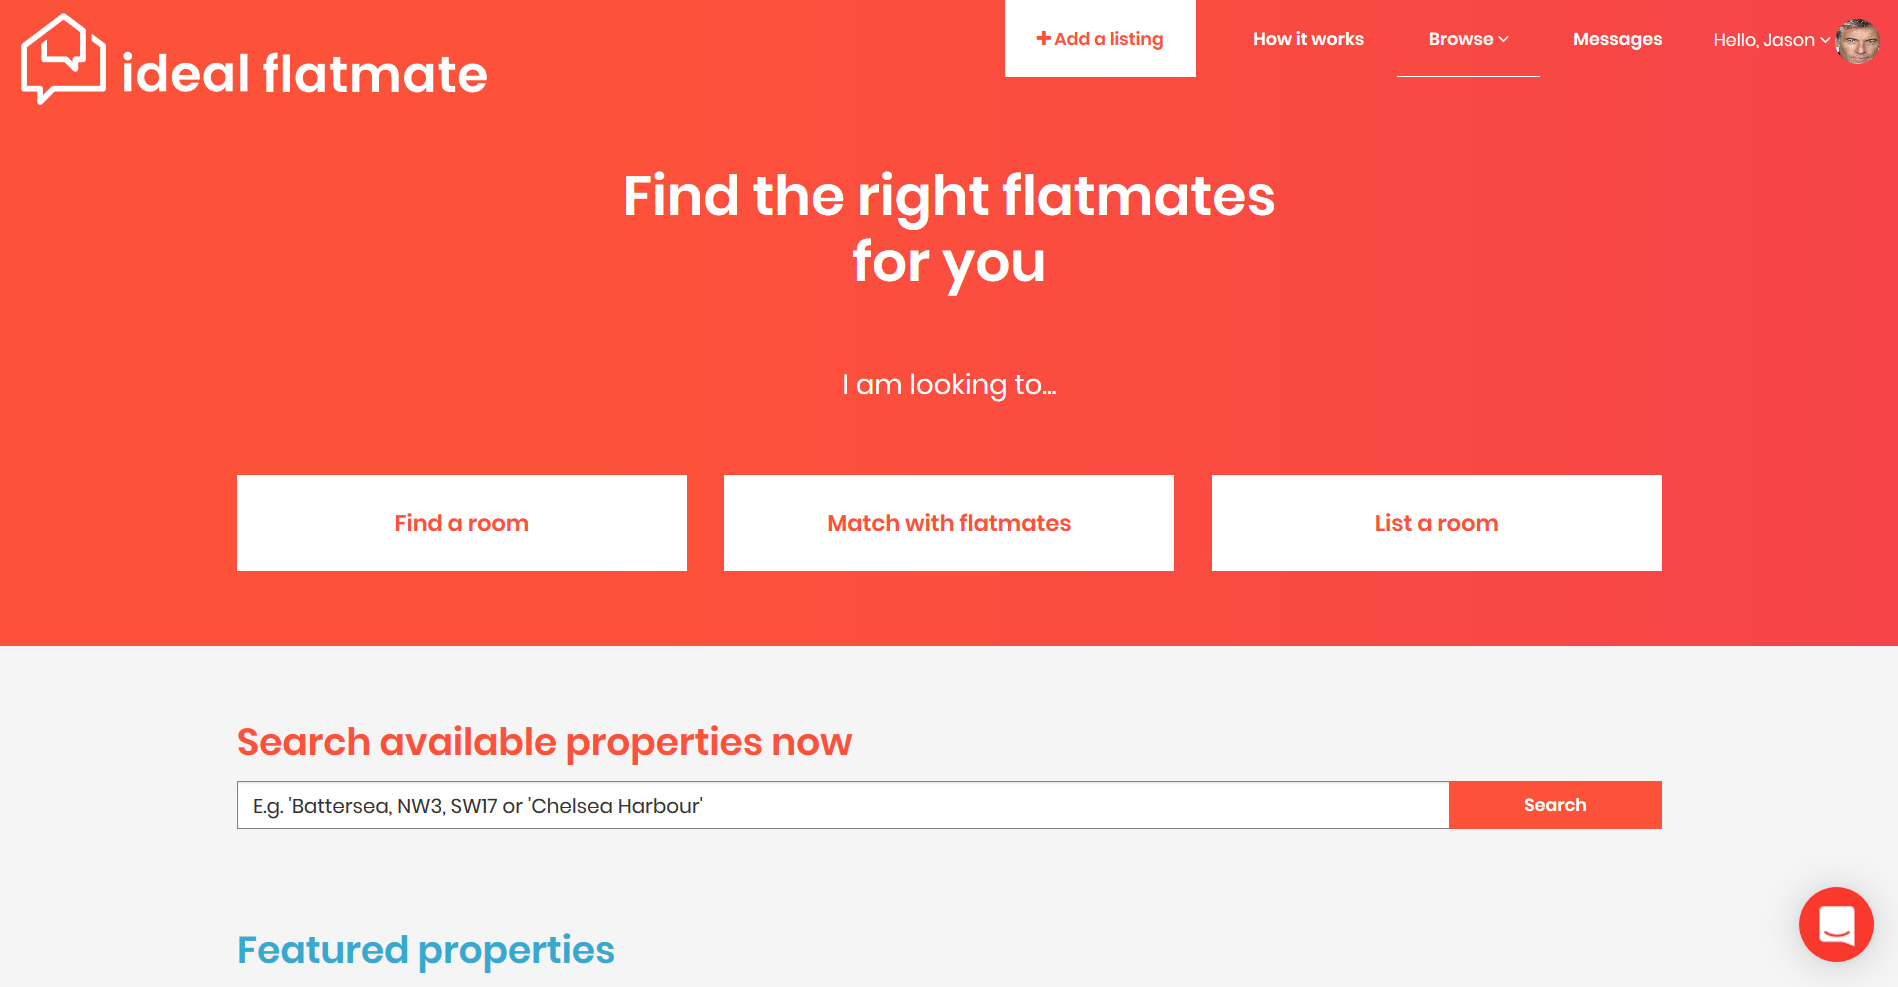 ideal flatmate
+ Add a listing
How it works
Browse
Messages
Hello, Jason
Find the right flatmates
for you
I am looking to...
Find a room
Match with flatmates
List a room
Search available properties now
E.g. 'Battersea, NW3, SW17 or 'Chelsea Harbour'
Search
Featured properties